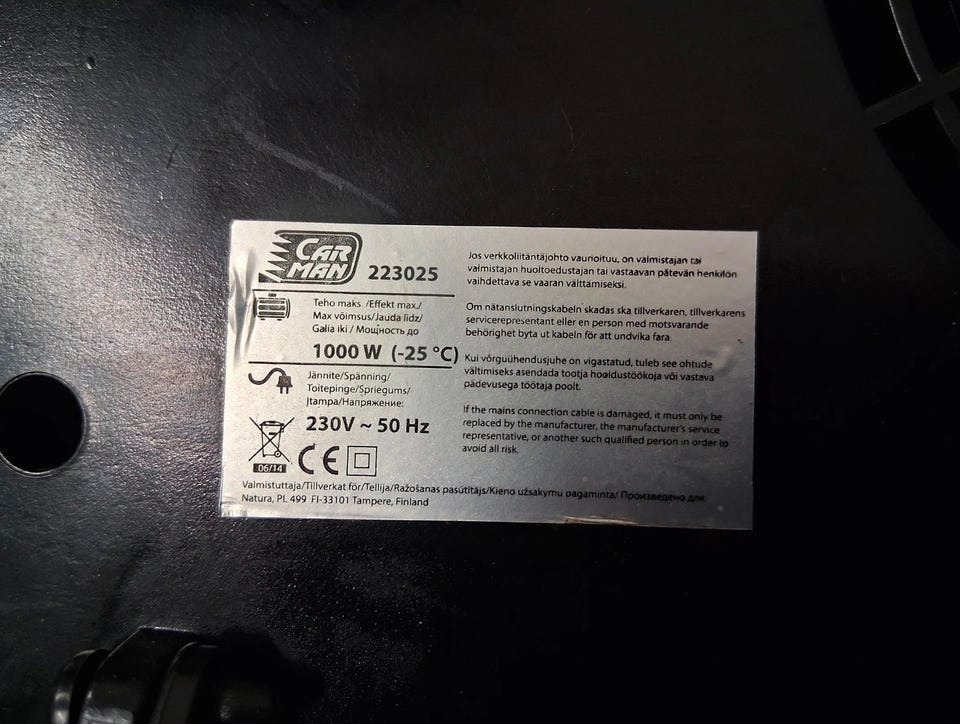 CAR
MAN
223025
Teho maks /Effekt max./
Max võimsus/Jauda līdz/
Galia iki / Мощность до
1000 W (-25 °C)
Jännite/Spänning/
Toitepinge/Spriegums/
Įtampa/Напряжение:
230V ~ 50 Hz
06/14
CE
Jos verkkoliitäntäjohto vaurioituu, on valmistajan tai
valmistajan huoltoedustajan tai vastaavan pätevän henkilön
vaihdettava se vaaran välttämiseksi.
Om nätanslutningskabeln skadas ska tillverkaren, tillverkarens
servicerepresentant eller en person med motsvarande
behörighet byta ut kabeln för att undvika fara.
Kui võrguühendusjuhe on vigastatud, tuleb see ohtude
vältimiseks asendada tootja hooldustöökoja või vastava
pädevusega töötaja poolt.
If the mains connection cable is damaged, it must only be
replaced by the manufacturer, the manufacturer's service
representative, or another such qualified person in order to
avoid all risk.
Valmistuttaja/Tillverkat för/Tellija/Ražošanas pasūtītājs/Kieno užsakymu pagaminta/ Произведено для:
Natura, PL 499 FI-33101 Tampere, Finland